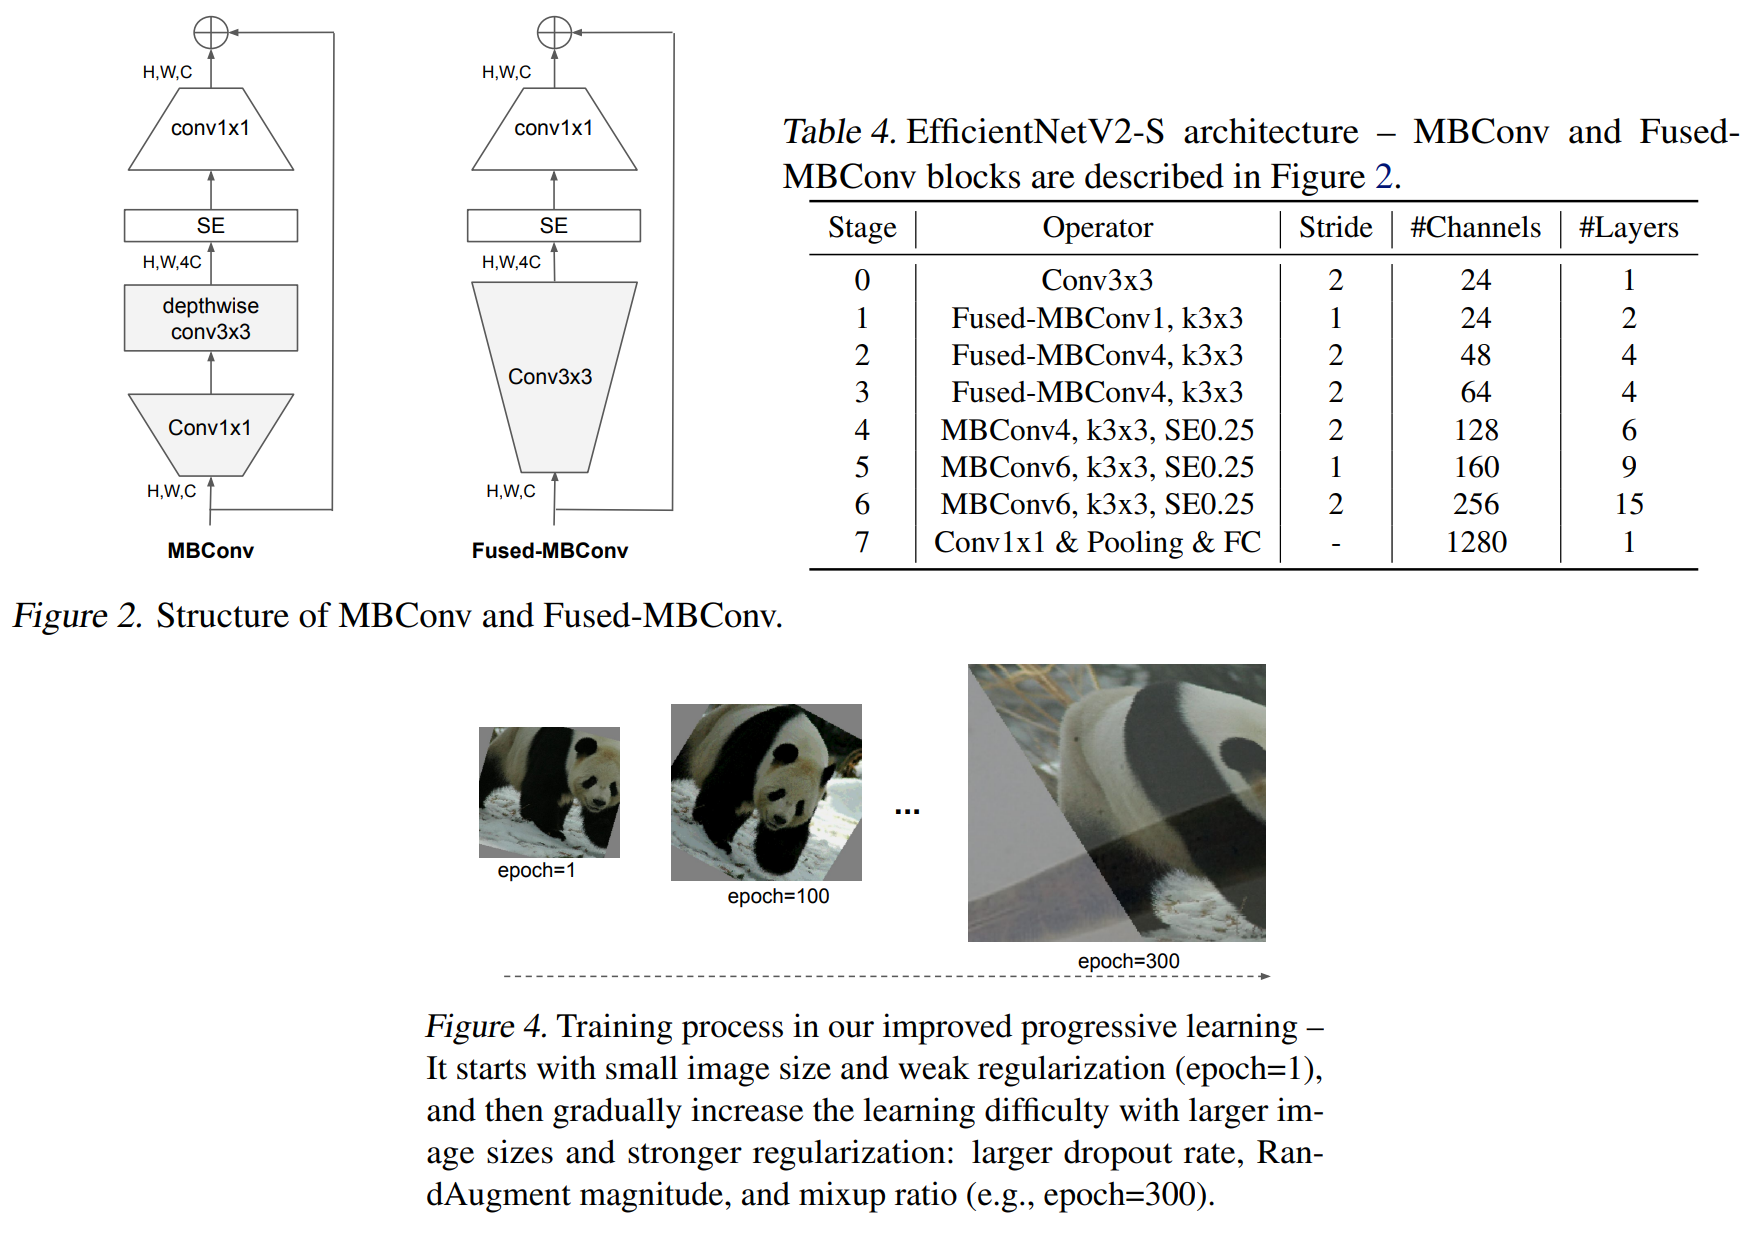 H,W,C
conv1x1
SE
H,W,4C
depthwise
conv3x3
Conv1x1
H,W,C
MBConv
H,W,C
conv1x1
SE
H,W,4C
Conv3x3
H,W,C
Fused-MBConv
Figure 2. Structure of MBConv and Fused-MBConv.
Table 4. EfficientNetV2-S architecture – MBConv and Fused-
MBConv blocks are described in Figure 2.
Stage Operator Stride #Channels #Layers
0 Conv3x3 2 24 1
1 Fused-MBConv1, k3x3 1 24 2
2 Fused-MBConv4, k3x3 2 48 4
3 Fused-MBConv4, k3x3 2 64 4
4 MBConv4, k3x3, SE0.25 2 128 6
5 MBConv6, k3x3, SE0.25 1 160 9
6 MBConv6, k3x3, SE0.25 2 256 15
7 Conv1x1 & Pooling & FC - 1280 1
epoch=1
epoch=100
...
epoch=300
Figure 4. Training process in our improved progressive learning –
It starts with small image size and weak regularization (epoch=1),
and then gradually increase the learning difficulty with larger im-
age sizes and stronger regularization: larger dropout rate, Ran-
dAugment magnitude, and mixup ratio (e.g., epoch=300).